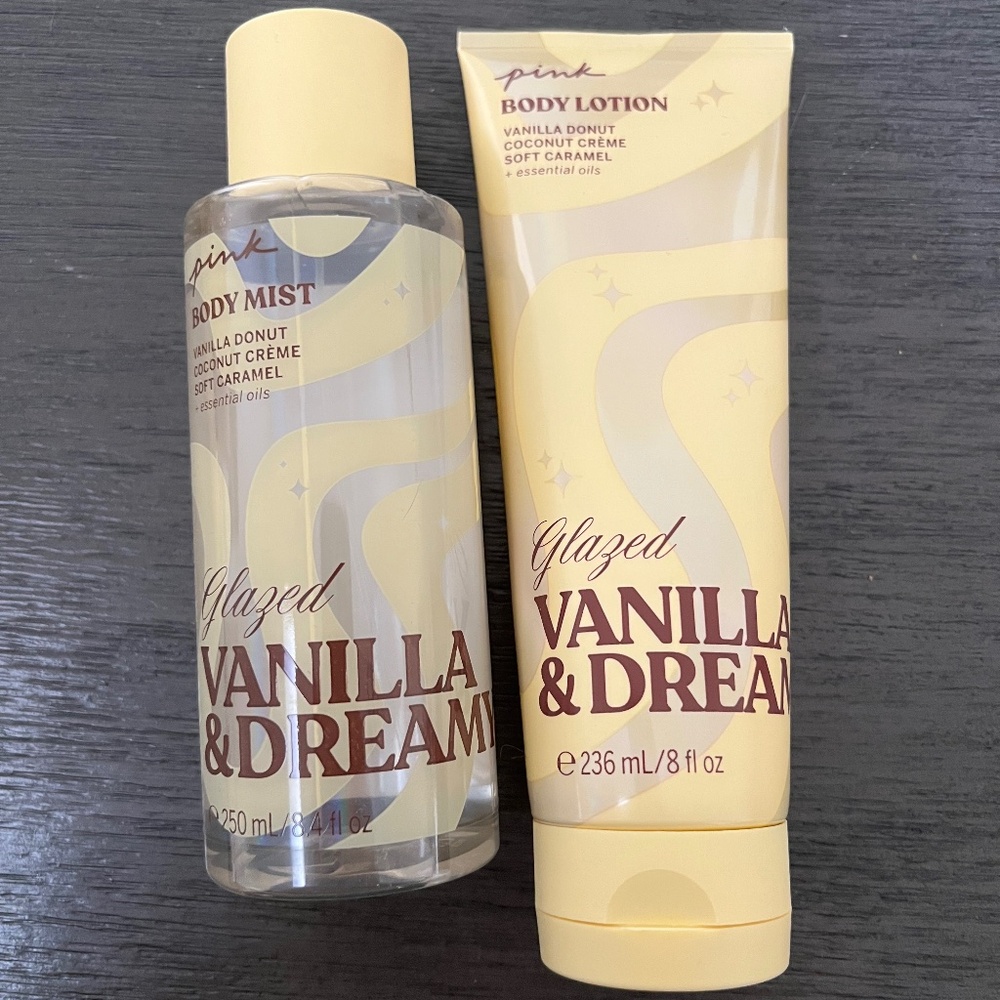 pink
BODY MIST
VANILLA DONUT
COCONUT CRÈME
SOFT CARAMEL
+ essential oils
Glazed
VANILLA
& DREAMY
℮ 250 mL/8.4 fl oz
pink
BODY LOTION
VANILLA DONUT
COCONUT CRÈME
SOFT CARAMEL
+ essential oils
Glazed
VANILLA
& DREAM
℮ 236 mL/8 fl oz